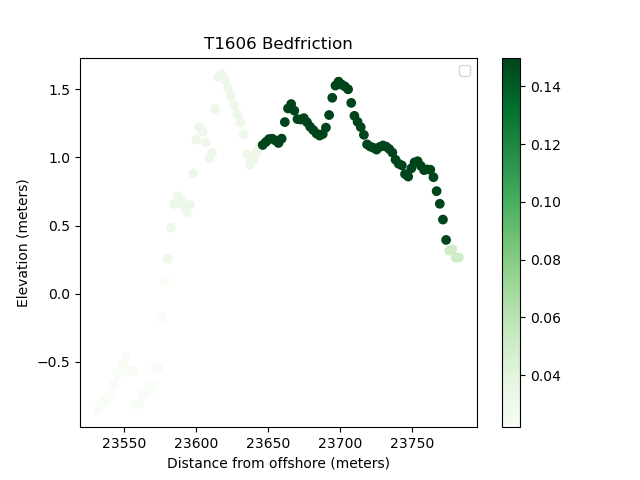 T1606 Bedfriction
Elevation (meters)
1.5
1.0
0.5
0.0
−0.5
23550 23600 23650 23700 23750
Distance from offshore (meters)
0.14
0.12
0.10
0.08
0.06
0.04